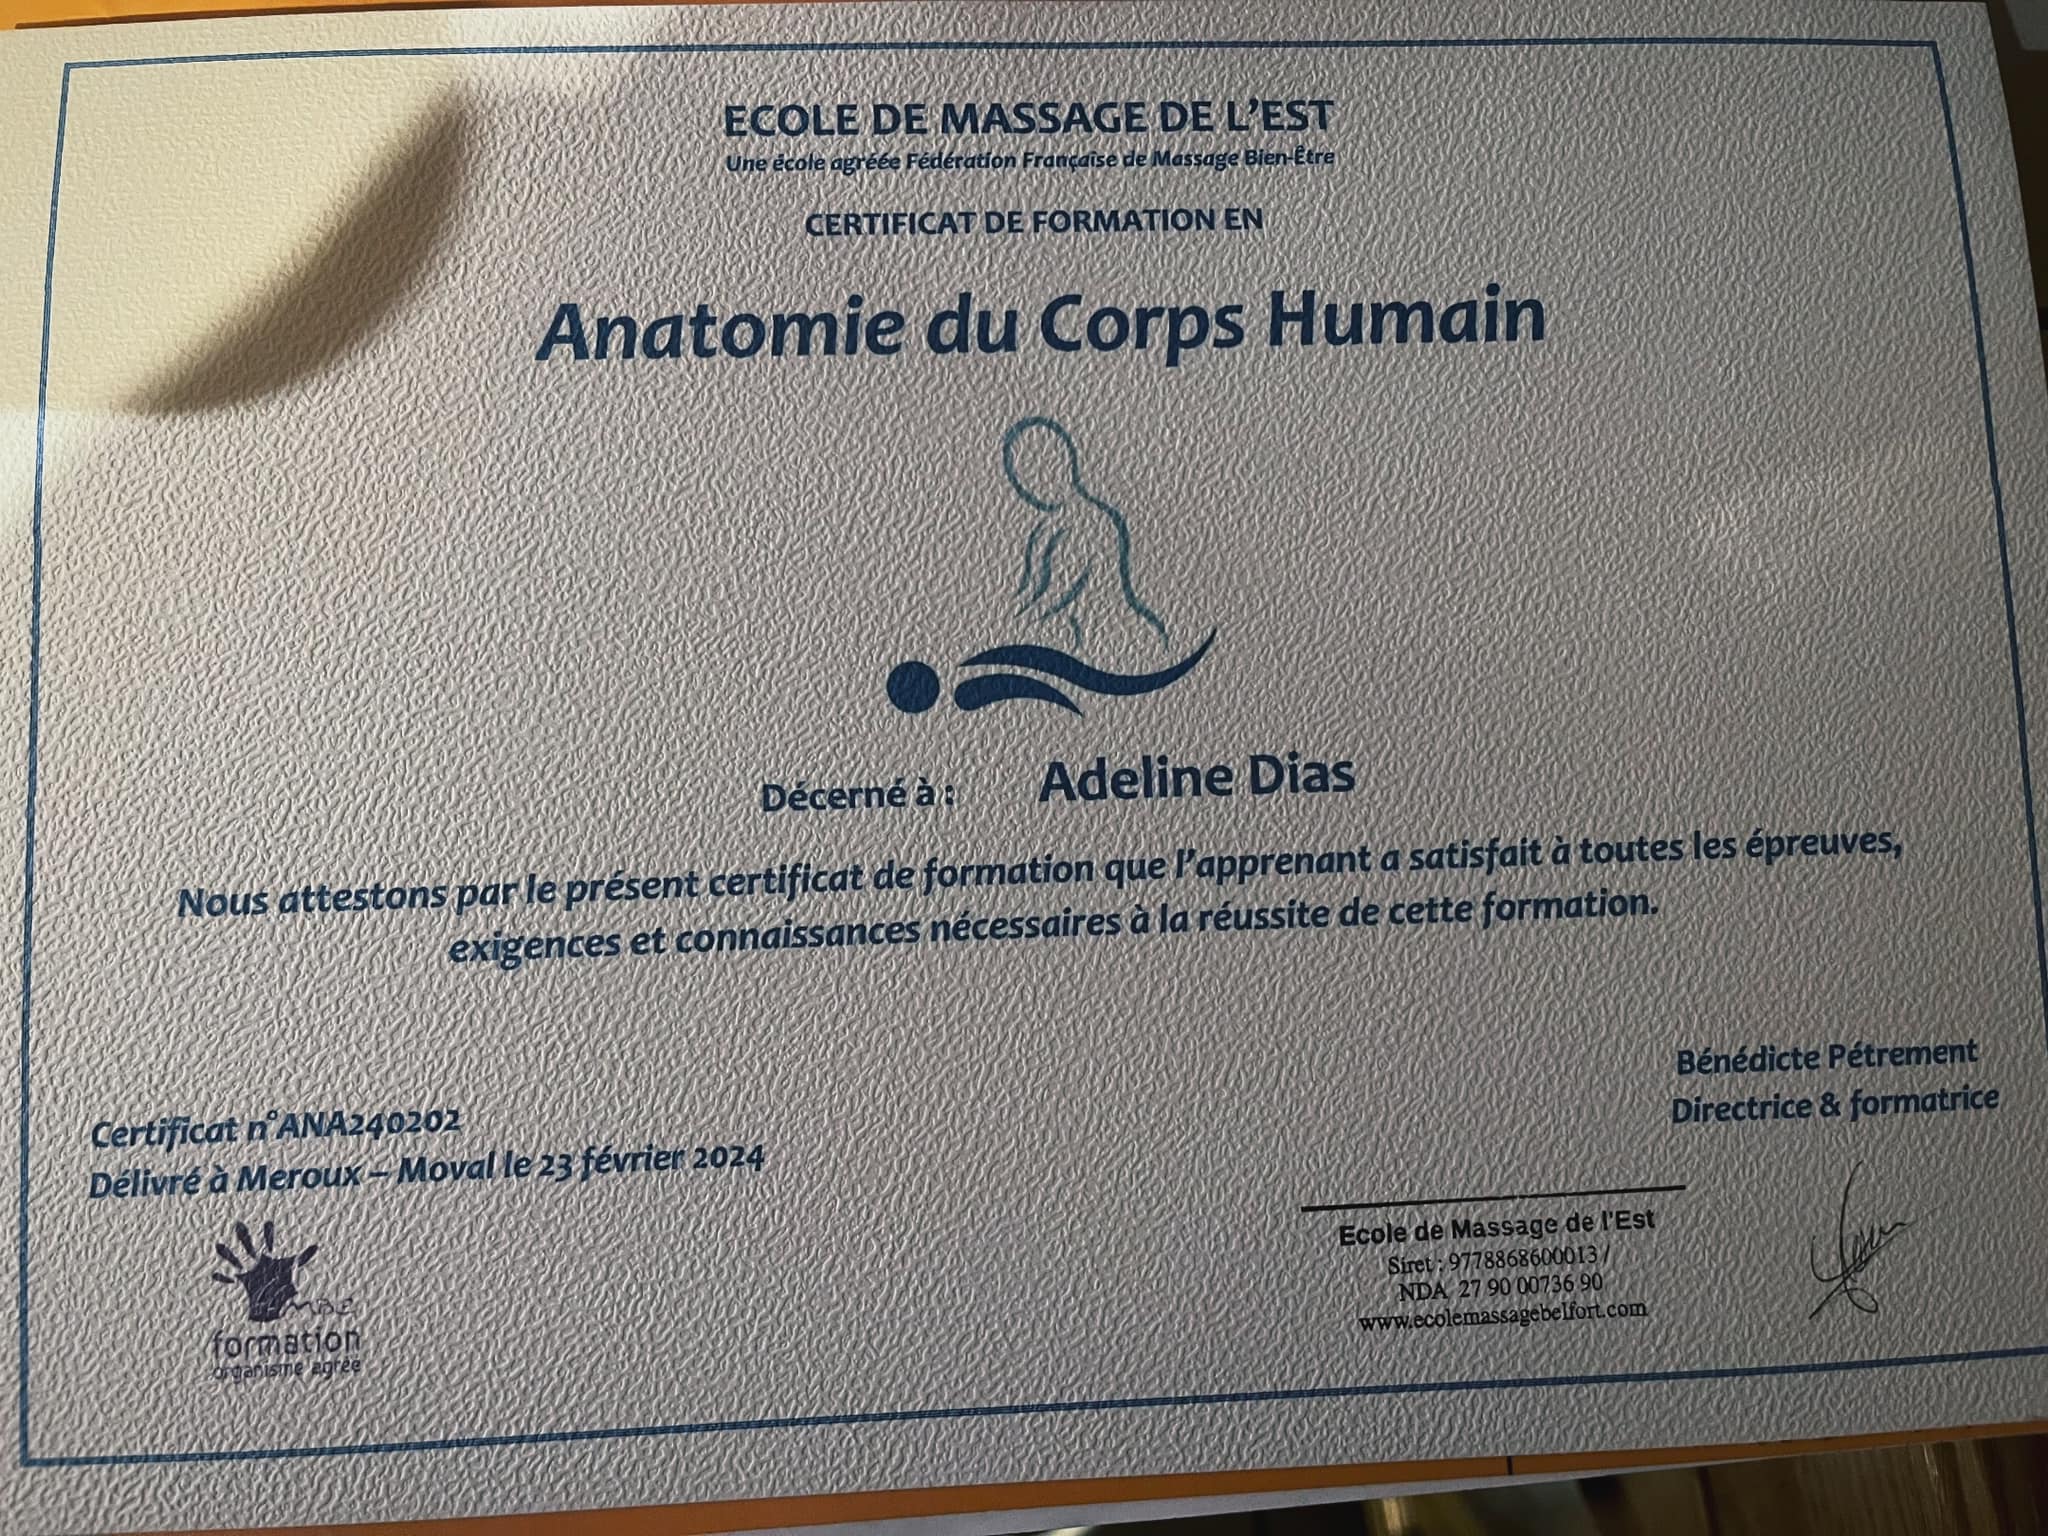 ECOLE DE MASSAGE DE L'EST
Une école agréée Fédération Française de Massage Bien-Être
CERTIFICAT DE FORMATION EN
Anatomie du Corps Humain
Décerné à : Adeline Dias
Nous attestons par le présent certificat de formation que l'apprenant a satisfait à toutes les épreuves,
exigences et connaissances nécessaires à la réussite de cette formation.
Bénédicte Pétrement
Directrice & formatrice
Certificat n°ANA240202
Délivré à Meroux – Moval le 23 février 2024
formation
organisme agréé
Ecole de Massage de l'Est
Siret : 9778868600013 /
NDA 27 90 00736 90
www.ecolemassagebelfort.com